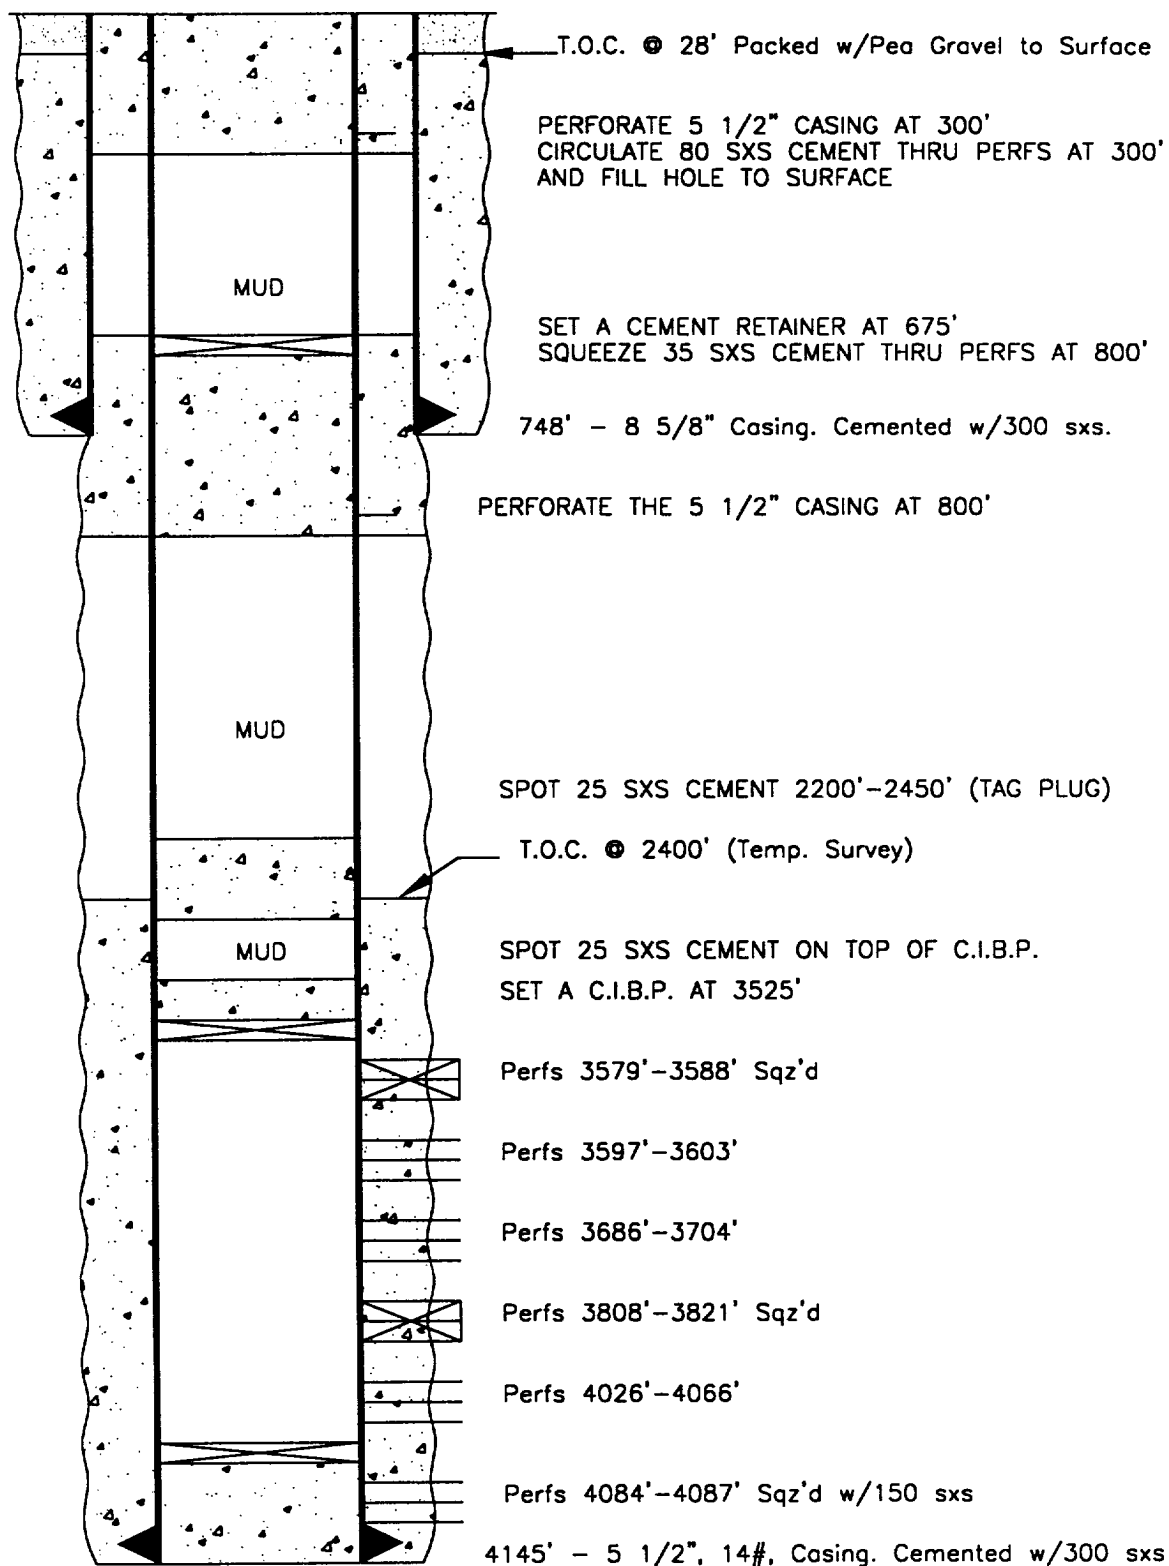 T.O.C. @ 28' Packed w/Pea Gravel to Surface
PERFORATE 5 1/2" CASING AT 300'
CIRCULATE 80 SXS CEMENT THRU PERFS AT 300'
AND FILL HOLE TO SURFACE
MUD
SET A CEMENT RETAINER AT 675'
SQUEEZE 35 SXS CEMENT THRU PERFS AT 800'
748' - 8 5/8" Casing. Cemented w/300 sxs.
PERFORATE THE 5 1/2" CASING AT 800'
MUD
SPOT 25 SXS CEMENT 2200'-2450' (TAG PLUG)
T.O.C. @ 2400' (Temp. Survey)
MUD
SPOT 25 SXS CEMENT ON TOP OF C.I.B.P.
SET A C.I.B.P. AT 3525'
Perfs 3579'-3588' Sqz'd
Perfs 3597'-3603'
Perfs 3686'-3704'
Perfs 3808'-3821' Sqz'd
Perfs 4026'-4066'
Perfs 4084'-4087' Sqz'd w/150 sxs
4145' - 5 1/2", 14#, Casing. Cemented w/300 sxs